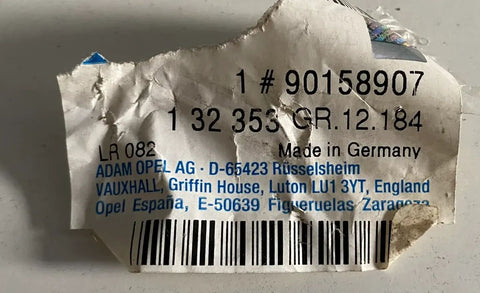 1 # 90158907
1 32 353 GR.12.184
LR 082 Made in Germany
ADAM OPEL AG · D-65423 Rüsselsheim
VAUXHALL, Griffin House, Luton LU1 3YT, England
Opel España, E-50639 Figueruelas Zaragoza